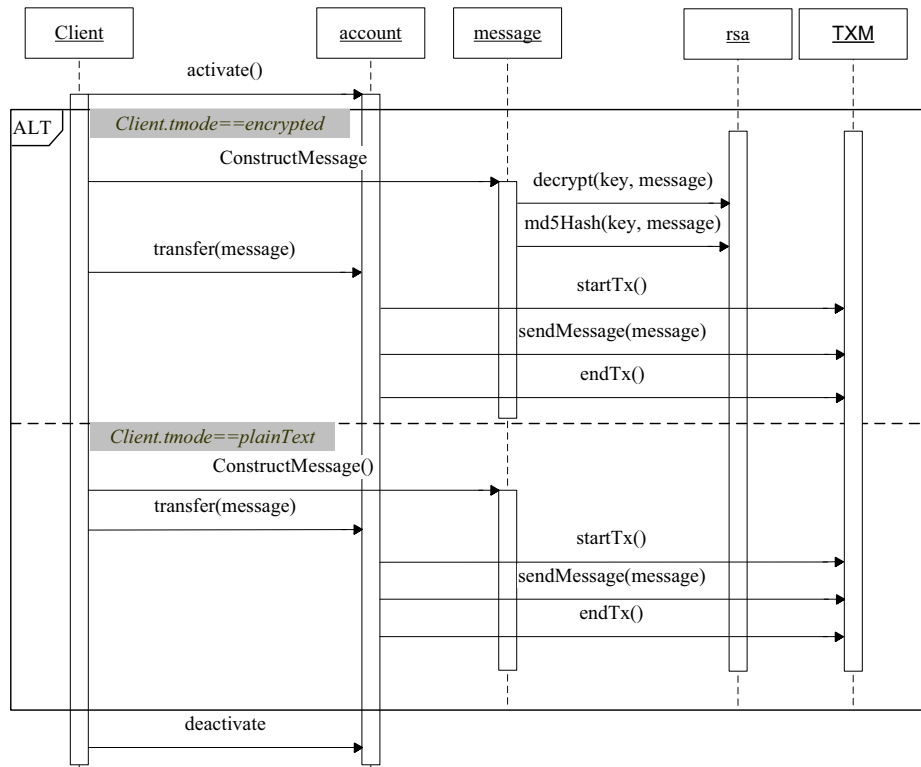 Client account message rsa TXM
activate()
ALT
Client.tmode==encrypted
ConstructMessage
decrypt(key, message)
md5Hash(key, message)
transfer(message)
startTx()
sendMessage(message)
endTx()
Client.tmode==plainText
ConstructMessage()
transfer(message)
startTx()
sendMessage(message)
endTx()
deactivate